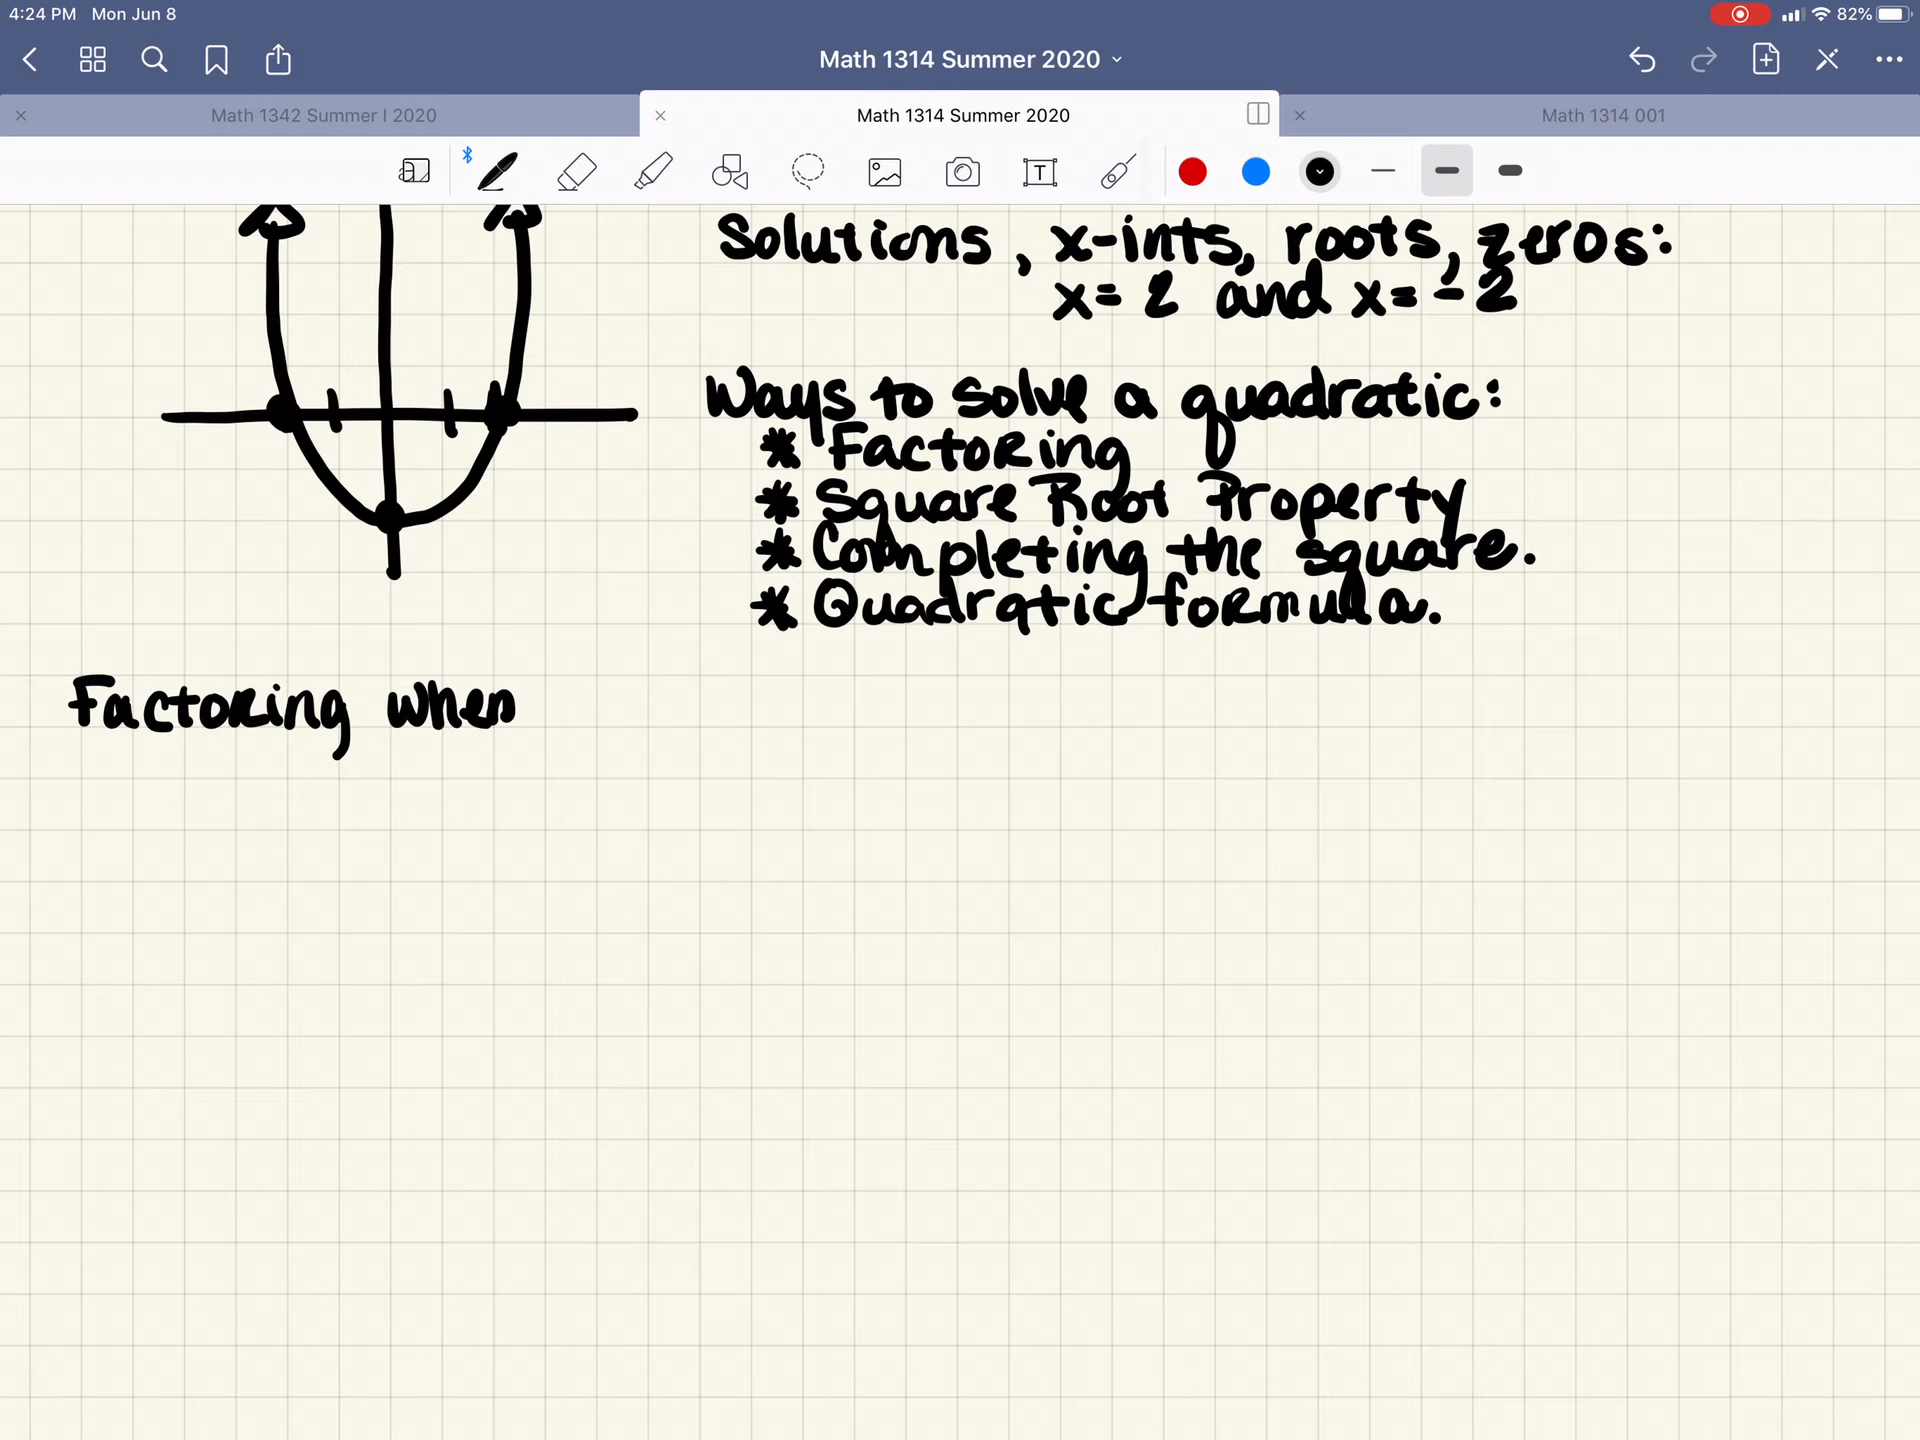 4:24 PM Mon Jun 8
82%
Math 1314 Summer 2020
Math 1342 Summer I 2020
Math 1314 Summer 2020
Math 1314 001
Solutions, x-ints, roots, zeros:
x= 2 and x= -2
Ways to solve a quadratic:
* Factoring
* Square Root Property
* Completing the square.
* Quadratic formula.
Factoring when